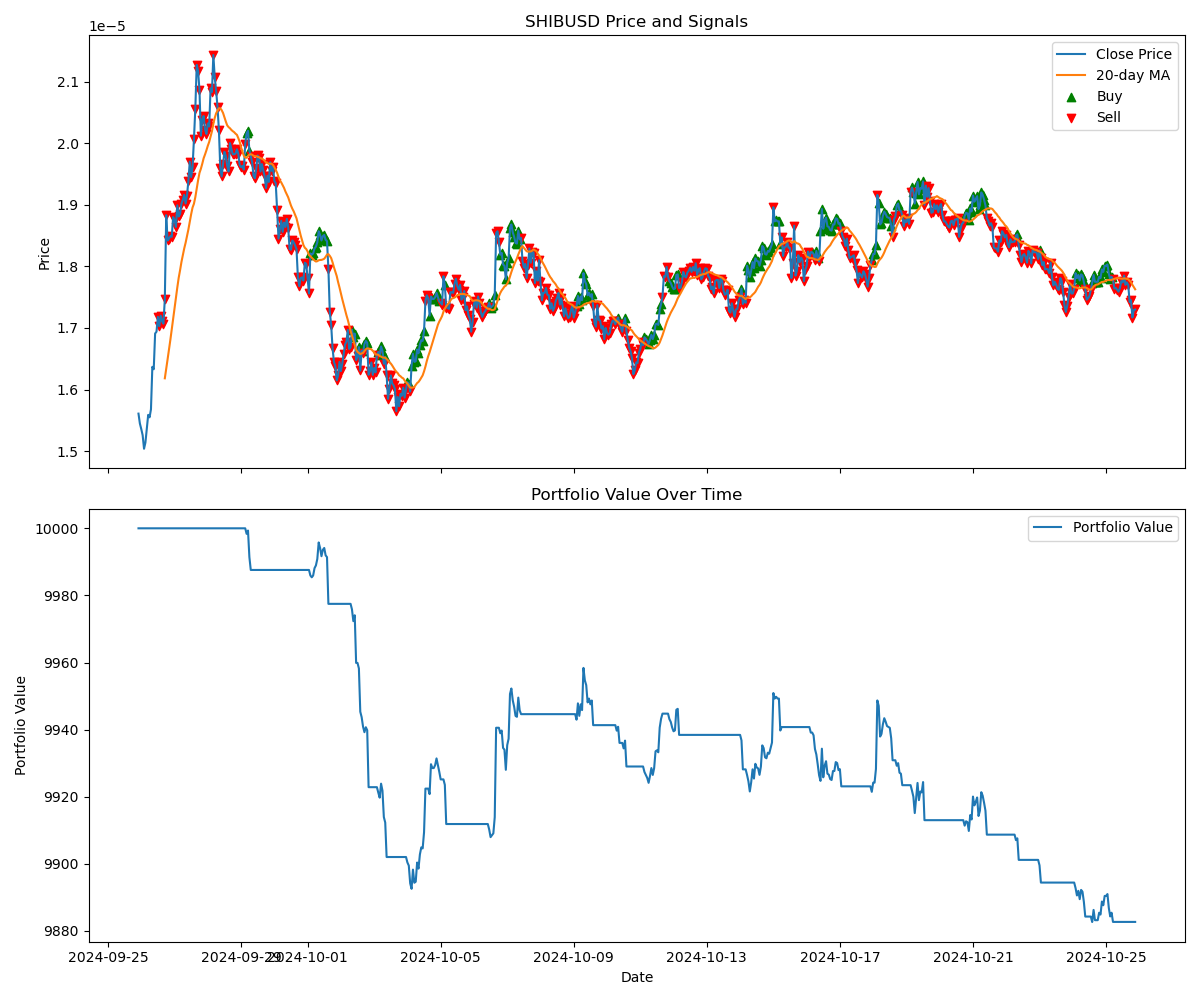 SHIBUSD Price and Signals
1e−5
Close Price
20-day MA
Buy
Sell
2.1
2.0
1.9
1.8
1.7
1.6
1.5
Price
Portfolio Value Over Time
Portfolio Value
10000
9980
9960
9940
9920
9900
9880
Portfolio Value
2024-09-25
2024-09-29
2024-10-01
2024-10-05
2024-10-09
2024-10-13
2024-10-17
2024-10-21
2024-10-25
Date